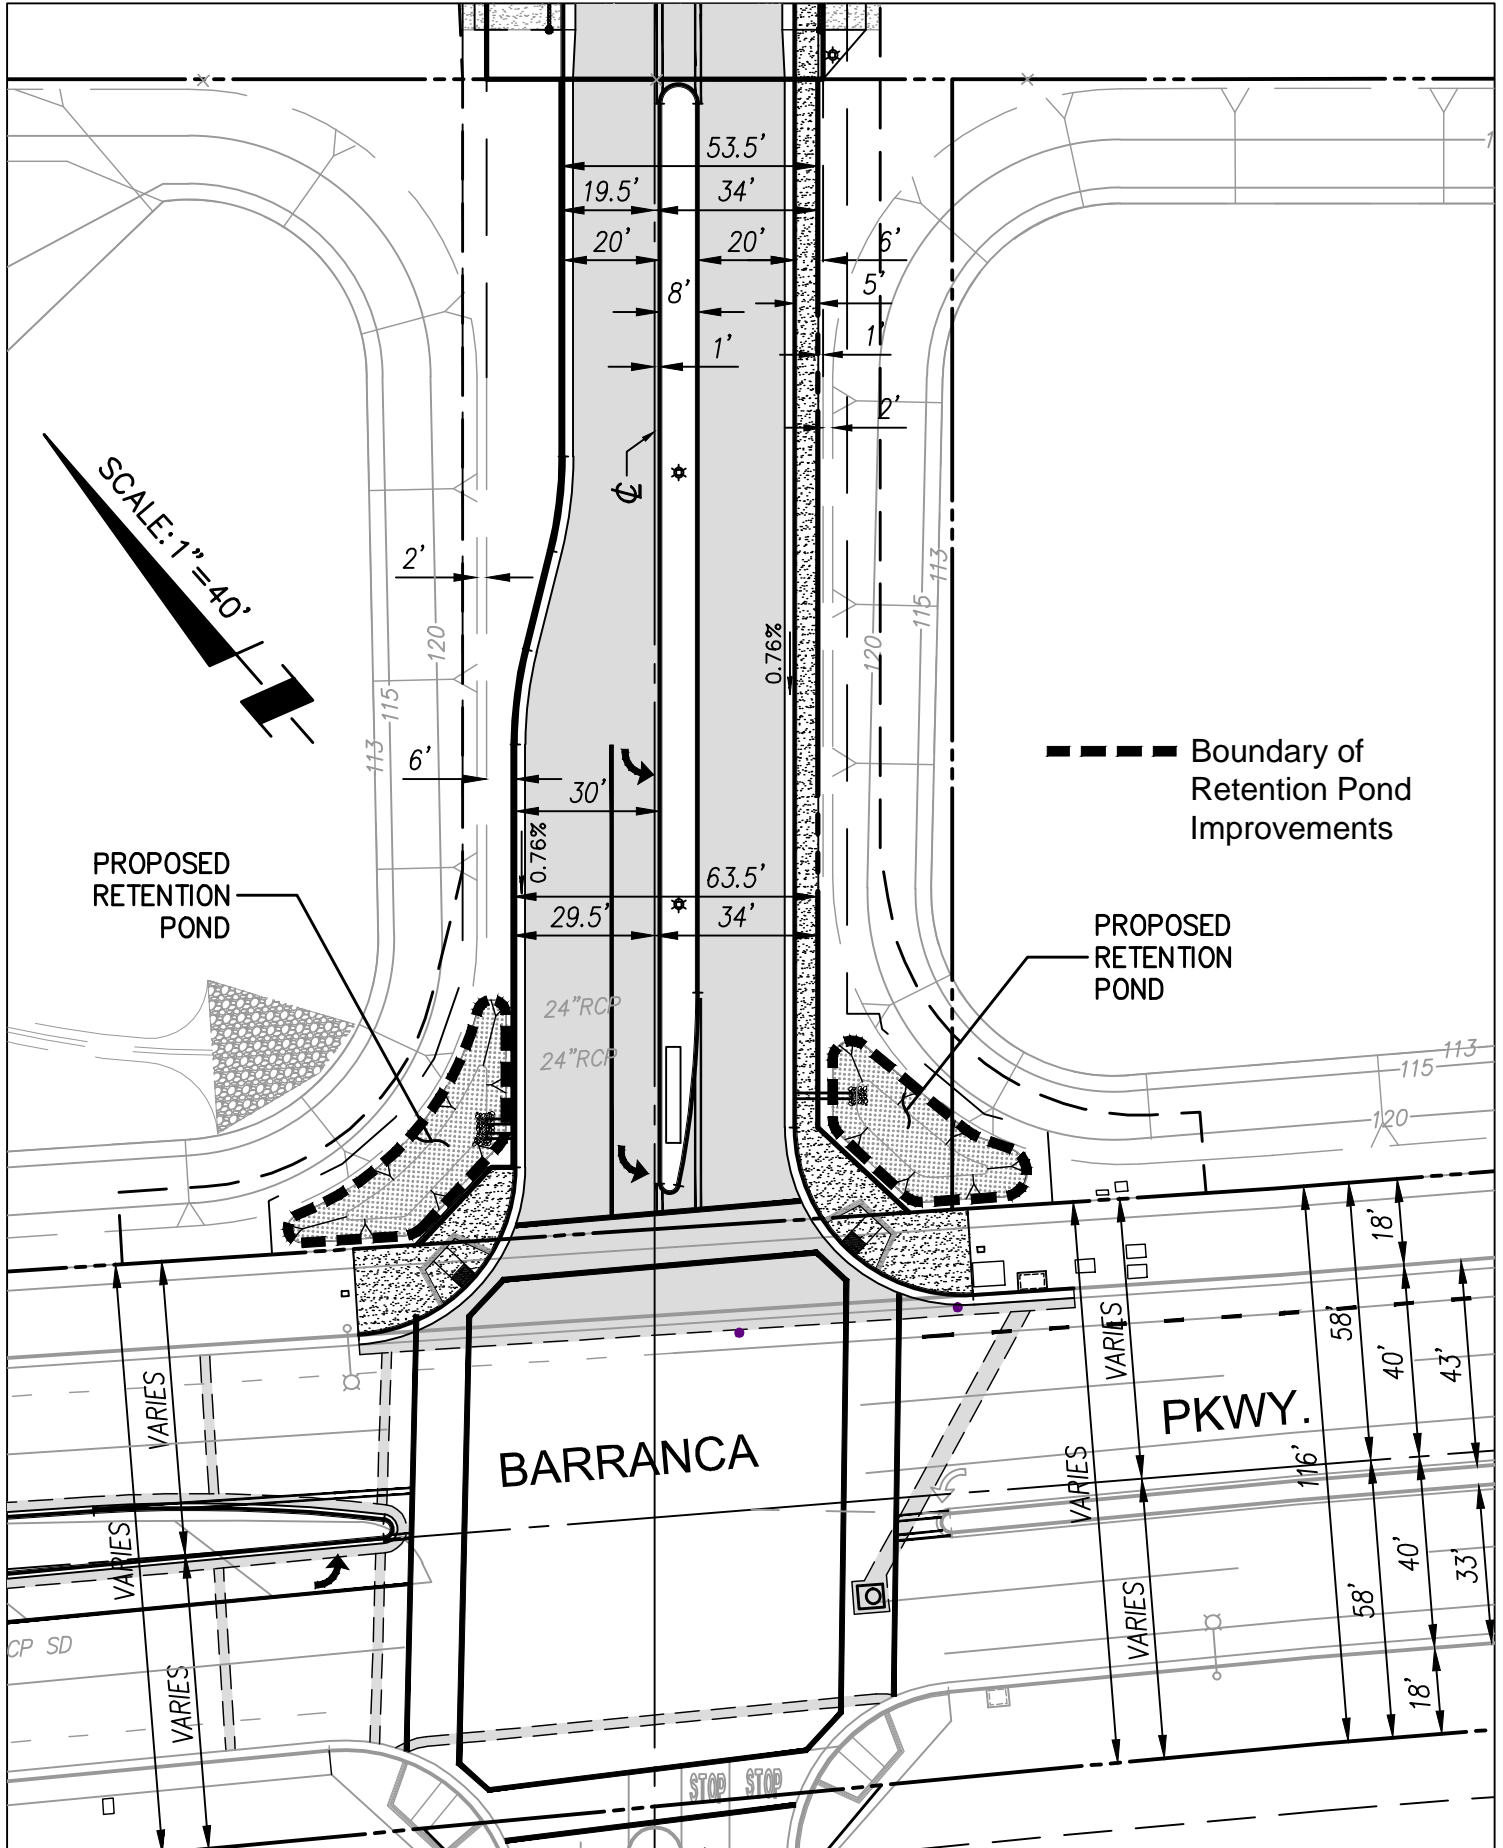 53.5’
19.5’ 34’
20’ 20’ 6’
8’ 5’
1’ 1’
2’
℄
SCALE: 1”=40’
2’
113
115
120
0.76%
120
115
113
6’
30’
0.76%
Boundary of
Retention Pond
Improvements
63.5’
29.5’ 34’
PROPOSED
RETENTION
POND
PROPOSED
RETENTION
POND
24”RCP
24”RCP
113
115
120
18’
58’
40’
43’
VARIES
VARIES
PKWY.
BARRANCA
VARIES
116’
VARIES
VARIES
40’
33’
58’
18’
CP SD
VARIES
STOP STOP